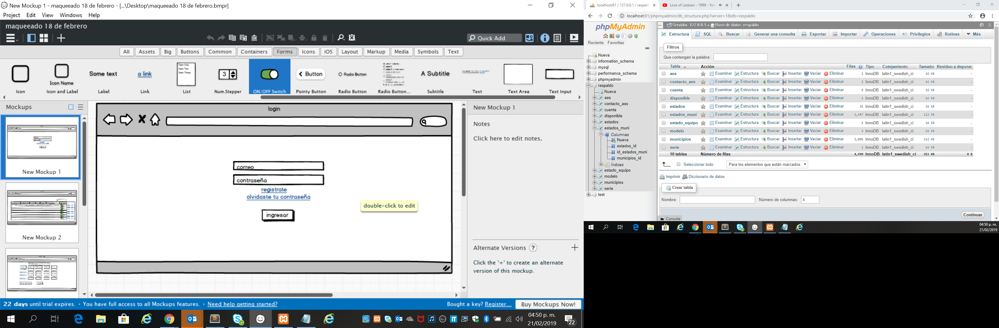 New Mockup 1 - maqueeado 18 de febrero - [...\Desktop\maqueeado 18 de febrero.bmpr]
Project Edit View Windows Help
maqueeado 18 de febrero
Quick Add
All Assets Big Buttons Common Containers Forms Icons iOS Layout Markup Media Symbols Text
Icon Name
Some text
a link
Item One
Item Two
Item Three
3
Button
Radio Button
A Subtitle
Icon Icon and Label Label Link List Num.Stepper ON/OFF Switch Pointy Button Radio Button Radio Button... Subtitle Text Text Area Text Input
Mockups
New Mockup 1
New Mockup 2
login
correo
contraseña
registrate
olvidaste tu contraseña
ingresar
double-click to edit
New Mockup 1
Notes
Click here to edit notes.
Alternate Versions ?
Click the '+' to create an alternate
version of this mockup.
22 days until trial expires. · You have full access to all Mockups features. · Need help getting started?
Bought a key? Register... Buy Mockups Now!
04:50 p. m.
21/02/2019
22
localhost:81 / 127.0.0.1 / respald
Love of Lesbian - 1999 - You
localhost:81/phpmyadmin/db_structure.php?server=1&db=respaldo
phpMyAdmin
Reciente Favoritas
Nueva
information_schema
mysql
performance_schema
phpmyadmin
respaldo
Nueva
aes
contacto_aes
cuenta
disponible
estados
estados_muni
Columnas
Nueva
estados_id
id_estados_muni
municipios_id
Índices
estado_equipo
modelo
municipios
serie
test
Servidor: 127.0.0.1 » Base de datos: respaldo
Estructura SQL Buscar Generar una consulta Exportar Importar Operaciones Privilegios Rutinas Más
Filtros
Que contengan la palabra:
Tabla Acción Filas Tipo Cotejamiento Tamaño Residuo a depurar
aes Examinar Estructura Buscar Insertar Vaciar Eliminar 1 InnoDB latin1_swedish_ci 16 KB -
contacto_aes Examinar Estructura Buscar Insertar Vaciar Eliminar 2 InnoDB latin1_swedish_ci 16 KB -
cuenta Examinar Estructura Buscar Insertar Vaciar Eliminar 5 InnoDB latin1_swedish_ci 16 KB -
disponible Examinar Estructura Buscar Insertar Vaciar Eliminar 1 InnoDB latin1_swedish_ci 16 KB -
estados Examinar Estructura Buscar Insertar Vaciar Eliminar 32 InnoDB latin1_swedish_ci 16 KB -
estados_muni Examinar Estructura Buscar Insertar Vaciar Eliminar 2,457 InnoDB latin1_swedish_ci 112 KB -
estado_equipo Examinar Estructura Buscar Insertar Vaciar Eliminar 2 InnoDB latin1_swedish_ci 16 KB -
modelo Examinar Estructura Buscar Insertar Vaciar Eliminar 3 InnoDB latin1_swedish_ci 16 KB -
municipios Examinar Estructura Buscar Insertar Vaciar Eliminar 2,095 InnoDB latin1_swedish_ci 112 KB -
serie Examinar Estructura Buscar Insertar Vaciar Eliminar 1 InnoDB latin1_swedish_ci 16 KB -
10 tablas Número de filas 4,599 InnoDB latin1_swedish_ci 352 KB 0 B
Seleccionar todo Para los elementos que están marcados:
Imprimir Diccionario de datos
Crear tabla
Nombre: Número de columnas: 4
Continuar
Consola
04:50 p. m.
21/02/2019